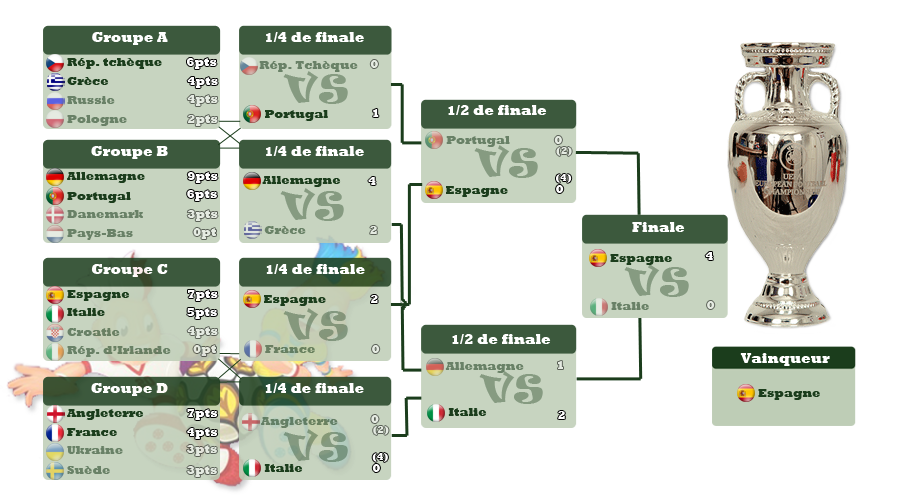 Groupe A
Rép. tchèque 6pts
Grèce 4pts
Russie 4pts
Pologne 2pts
Groupe B
Allemagne 9pts
Portugal 6pts
Danemark 3pts
Pays-Bas 0pt
Groupe C
Espagne 7pts
Italie 5pts
Croatie 4pts
Rép. d'Irlande 0pt
Groupe D
Angleterre 7pts
France 4pts
Ukraine 3pts
Suède 3pts
1/4 de finale
Rép. Tchèque 0
VS
Portugal 1
1/4 de finale
Allemagne 4
VS
Grèce 2
1/4 de finale
Espagne 2
VS
France 0
1/4 de finale
Angleterre 0
(2)
VS
(4)
Italie 0
1/2 de finale
Portugal 0
(2)
VS
(4)
Espagne 0
1/2 de finale
Allemagne 1
VS
Italie 2
Finale
Espagne 4
VS
Italie 0
UEFA
EUROPEAN FOOTBALL
CHAMPIONSHIP
Vainqueur
Espagne